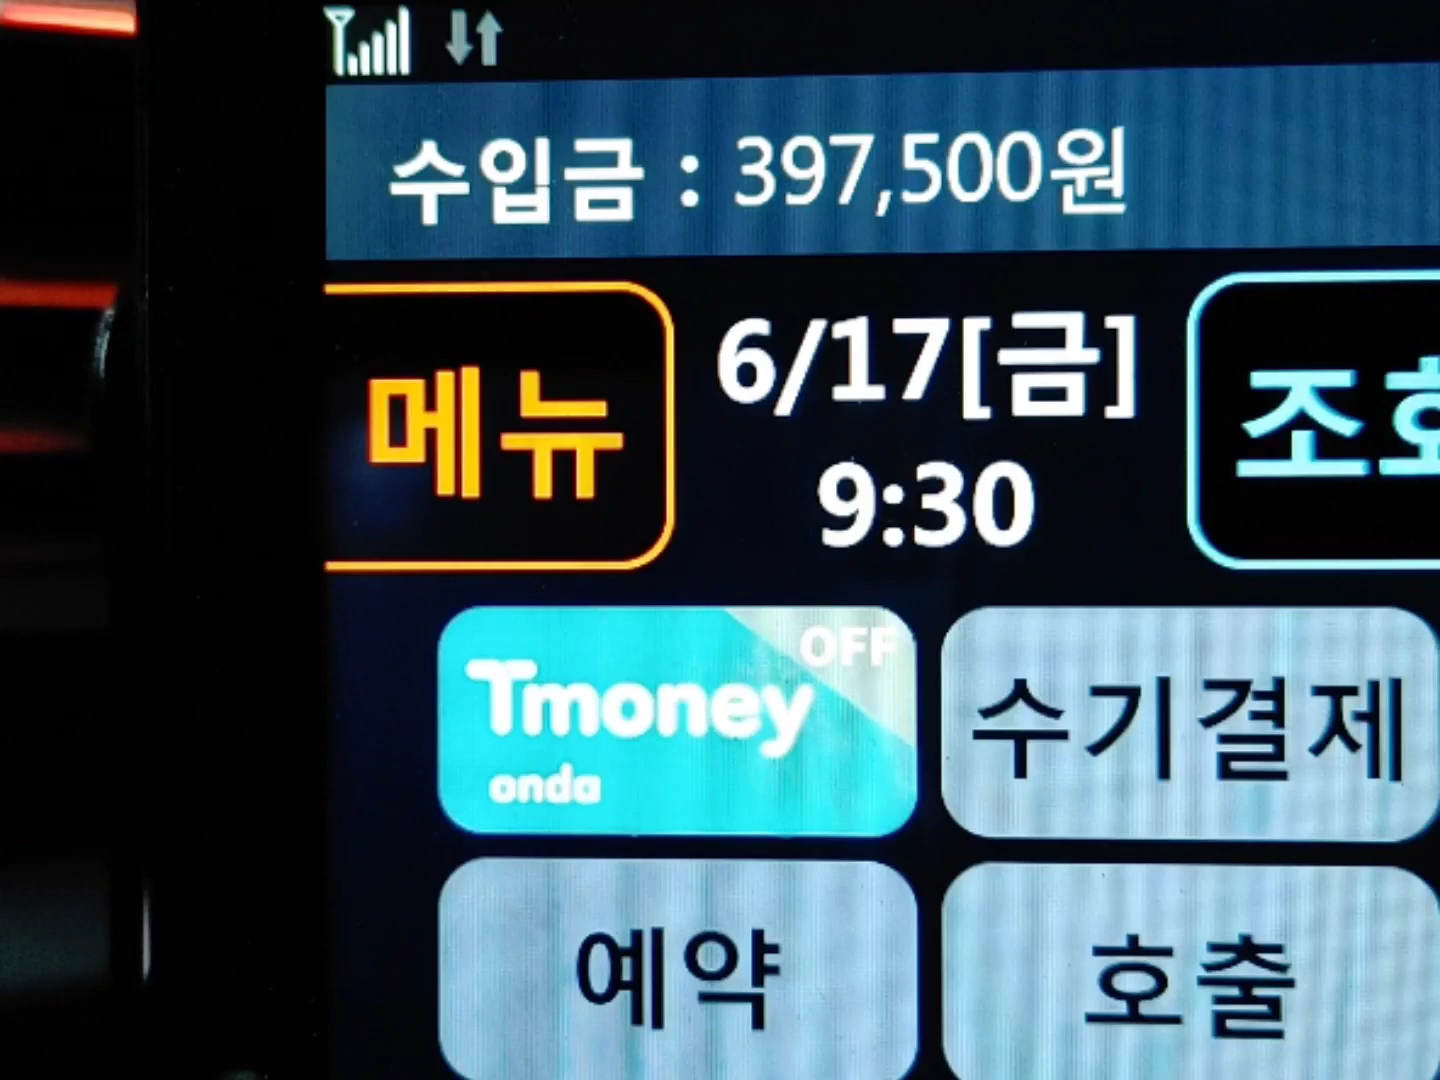 수입금 : 397,500원
메뉴
6/17[금]
9:30
OFF
Tmoney
onda
수기결제
예약
호출